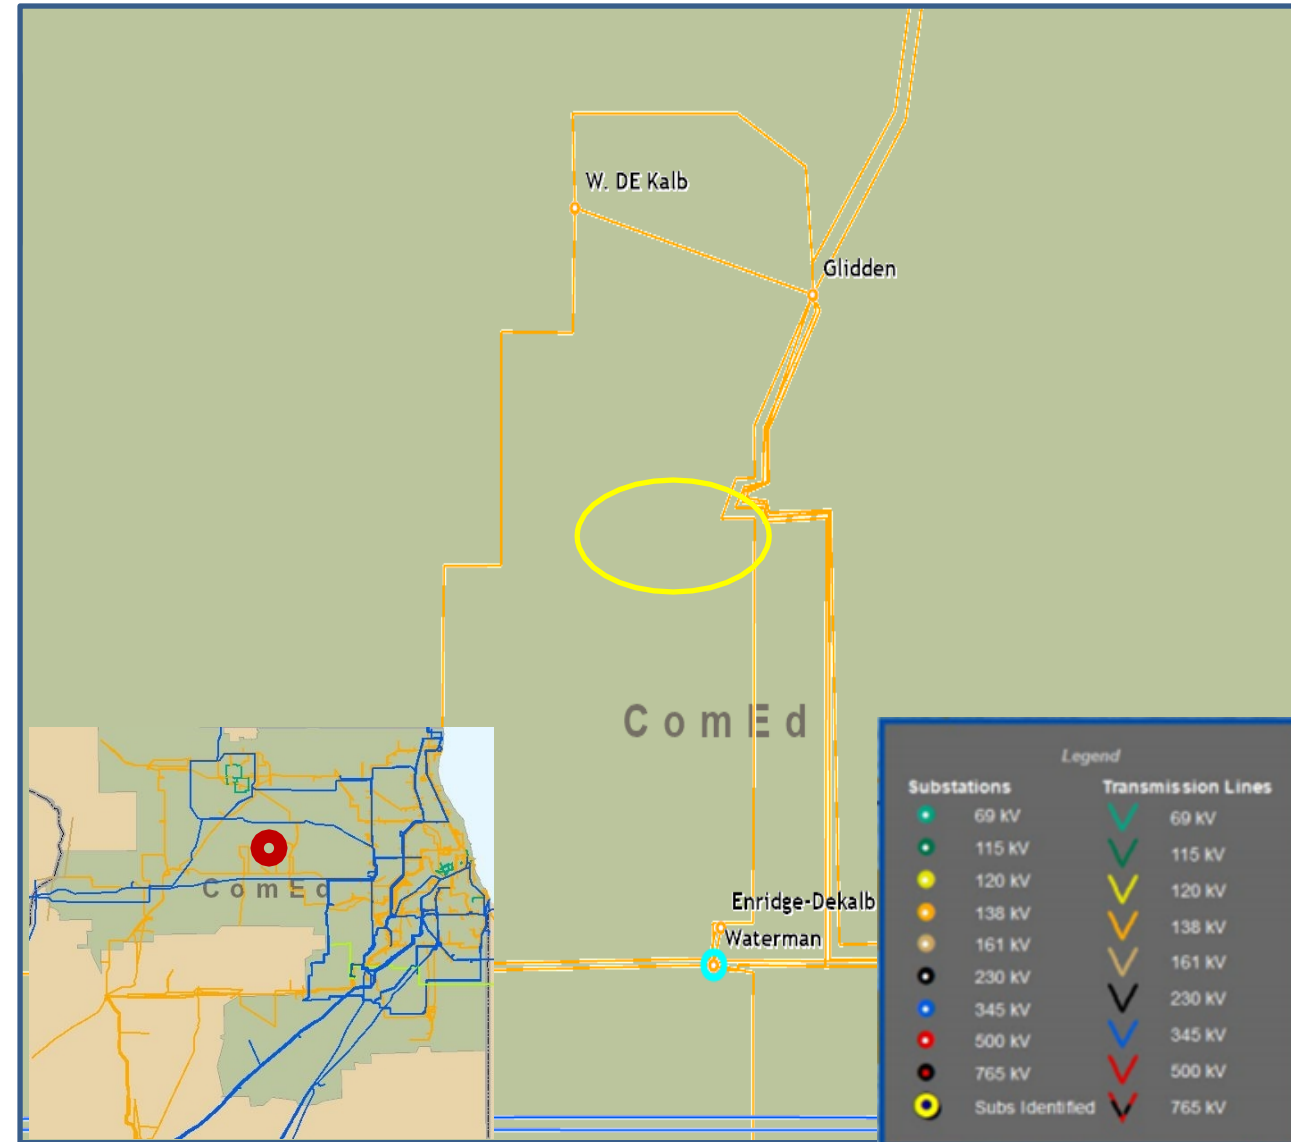 W. DE Kalb
Glidden
C o m E d
Enridge-Dekalb
Waterman
C o m E d
Legend
Substations Transmission Lines
69 kV 69 kV
115 kV 115 kV
120 kV 120 kV
138 kV 138 kV
161 kV 161 kV
230 kV 230 kV
345 kV 345 kV
500 kV 500 kV
765 kV 765 kV
Subs Identified